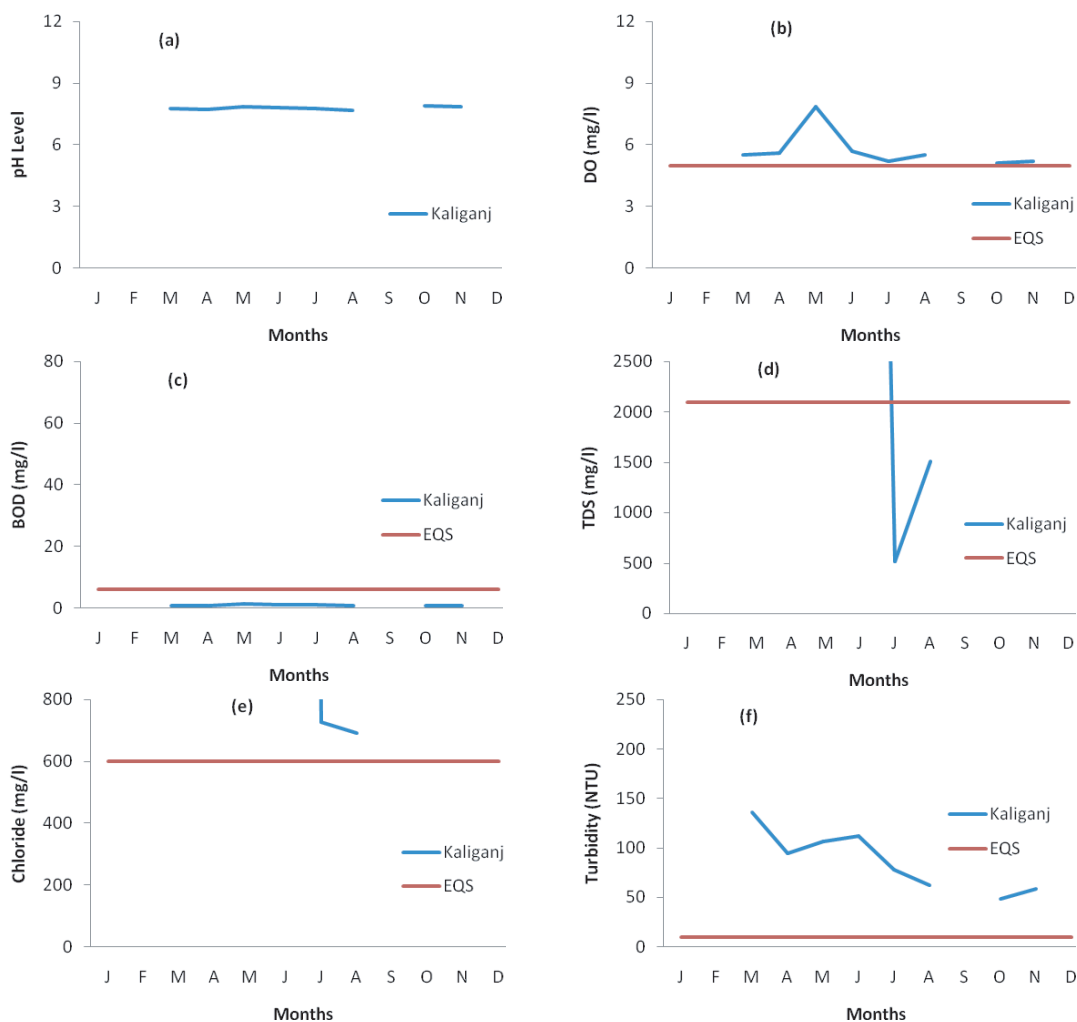 (a)
12
9
6
3
0
pH Level
Kaliganj
J F M A M J J A S O N D
Months
(b)
12
9
6
3
0
DO (mg/l)
Kaliganj
EQS
J F M A M J J A S O N D
Months
(c)
80
60
40
20
0
BOD (mg/l)
Kaliganj
EQS
J F M A M J J A S O N D
Months
(d)
2500
2000
1500
1000
500
0
TDS (mg/l)
Kaliganj
EQS
J F M A M J J A S O N D
Months
(e)
800
600
400
200
0
Chloride (mg/l)
Kaliganj
EQS
J F M A M J J A S O N D
Months
(f)
250
200
150
100
50
0
Turbidity (NTU)
Kaliganj
EQS
J F M A M J J A S O N D
Months